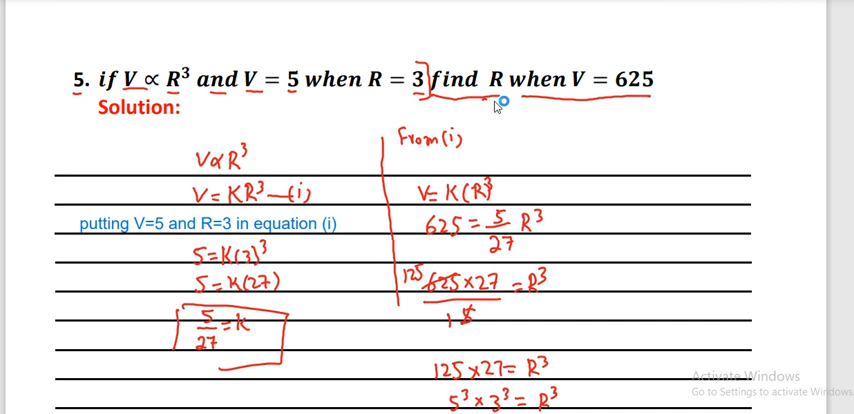 5. if V ∝ R³ and V = 5 when R = 3 find R when V = 625
Solution:
V∝R³
V=KR³—(i)
putting V=5 and R=3 in equation (i)
5=K(3)³
5=K(27)
5/27=K
From(i)
V=K(R)³
625=5/27 R³
125 625×27/1 5=R³
125×27=R³
5³×3³=R³
Activate Windows
Go to Settings to activate Windows.